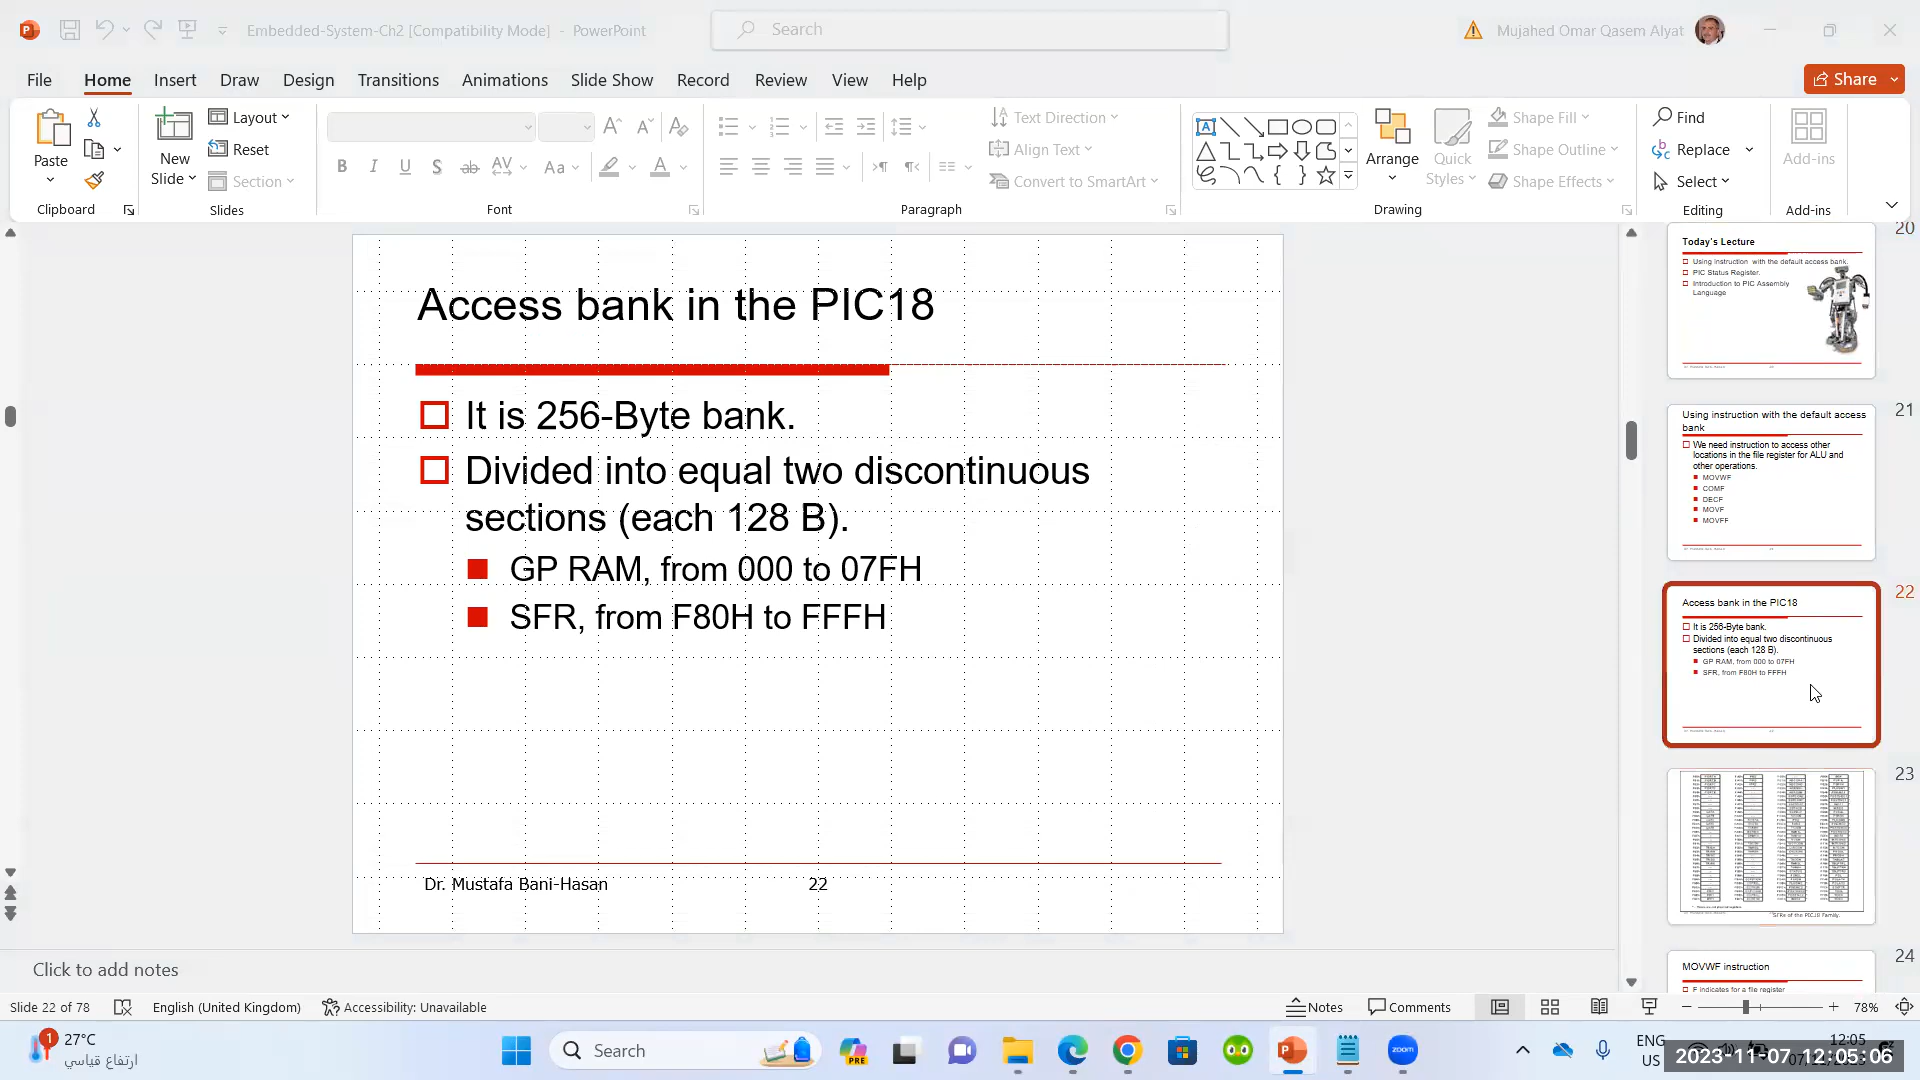 Embedded-System-Ch2 [Compatibility Mode] - PowerPoint
Search
Mujahed Omar Qasem Alyat
File
Home
Insert
Draw
Design
Transitions
Animations
Slide Show
Record
Review
View
Help
Share
Paste
New Slide
Layout
Reset
Section
Text Direction
Align Text
Convert to SmartArt
Arrange
Quick Styles
Shape Fill
Shape Outline
Shape Effects
Find
Replace
Select
Add-ins
Clipboard
Slides
Font
Paragraph
Drawing
Editing
Add-ins
Access bank in the PIC18
It is 256-Byte bank.
Divided into equal two discontinuous
sections (each 128 B).
GP RAM, from 000 to 07FH
SFR, from F80H to FFFH
Dr. Mustafa Bani-Hasan
22
20
Today's Lecture
Using instruction with the default access bank.
PIC Status Register.
Introduction to PIC Assembly
Language
21
Using instruction with the default access
bank
We need instruction to access other
locations in the file register for ALU and
other operations.
MOVWF
COMF
DECF
MOVF
MOVFF
22
Access bank in the PIC18
It is 256-Byte bank.
Divided into equal two discontinuous
sections (each 128 B).
GP RAM, from 000 to 07FH
SFR, from F80H to FFFH
23
SFRs of the PIC18 Family.
24
MOVWF instruction
F indicates for a file register
Click to add notes
Slide 22 of 78
English (United Kingdom)
Accessibility: Unavailable
Notes
Comments
78%
1
27°C
ارتفاع قياسي
Search
PRE
zoom
ENG
US
12:05
2023-11-07 12:05:06